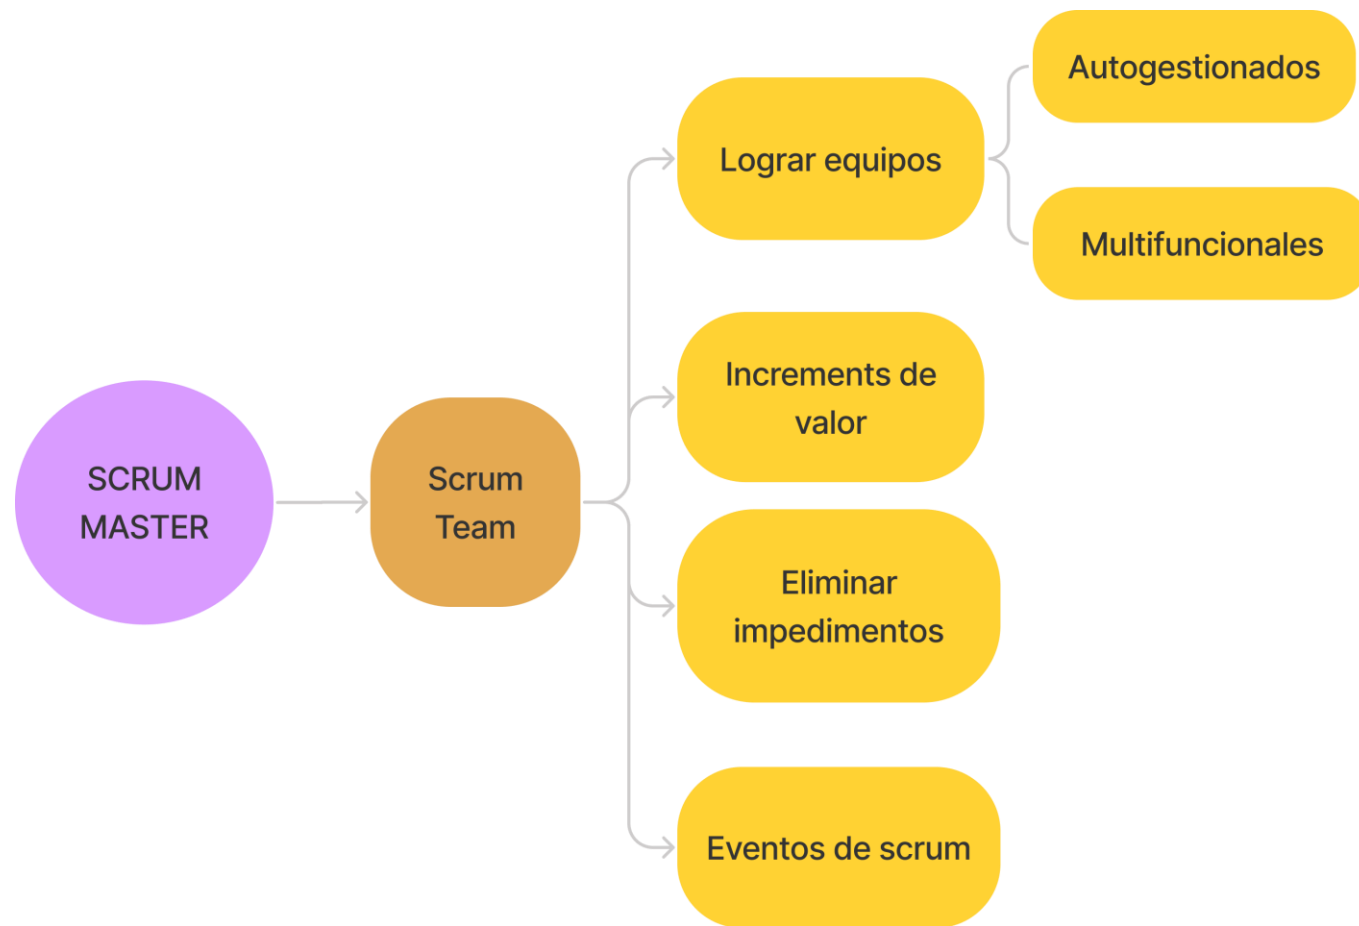 SCRUM
MASTER
Scrum
Team
Lograr equipos
Autogestionados
Multifuncionales
Increments de
valor
Eliminar
impedimentos
Eventos de scrum